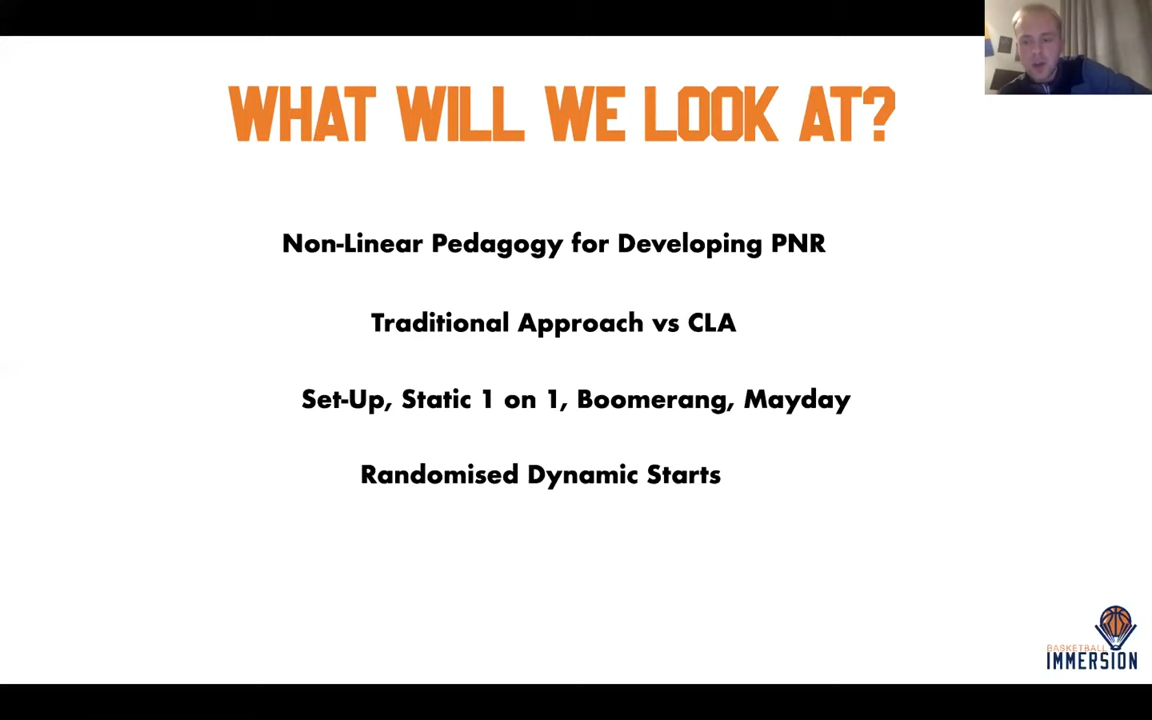 WHAT WILL WE LOOK AT?
Non-Linear Pedagogy for Developing PNR
Traditional Approach vs CLA
Set-Up, Static 1 on 1, Boomerang, Mayday
Randomised Dynamic Starts
BASKETBALL
IMMERSION